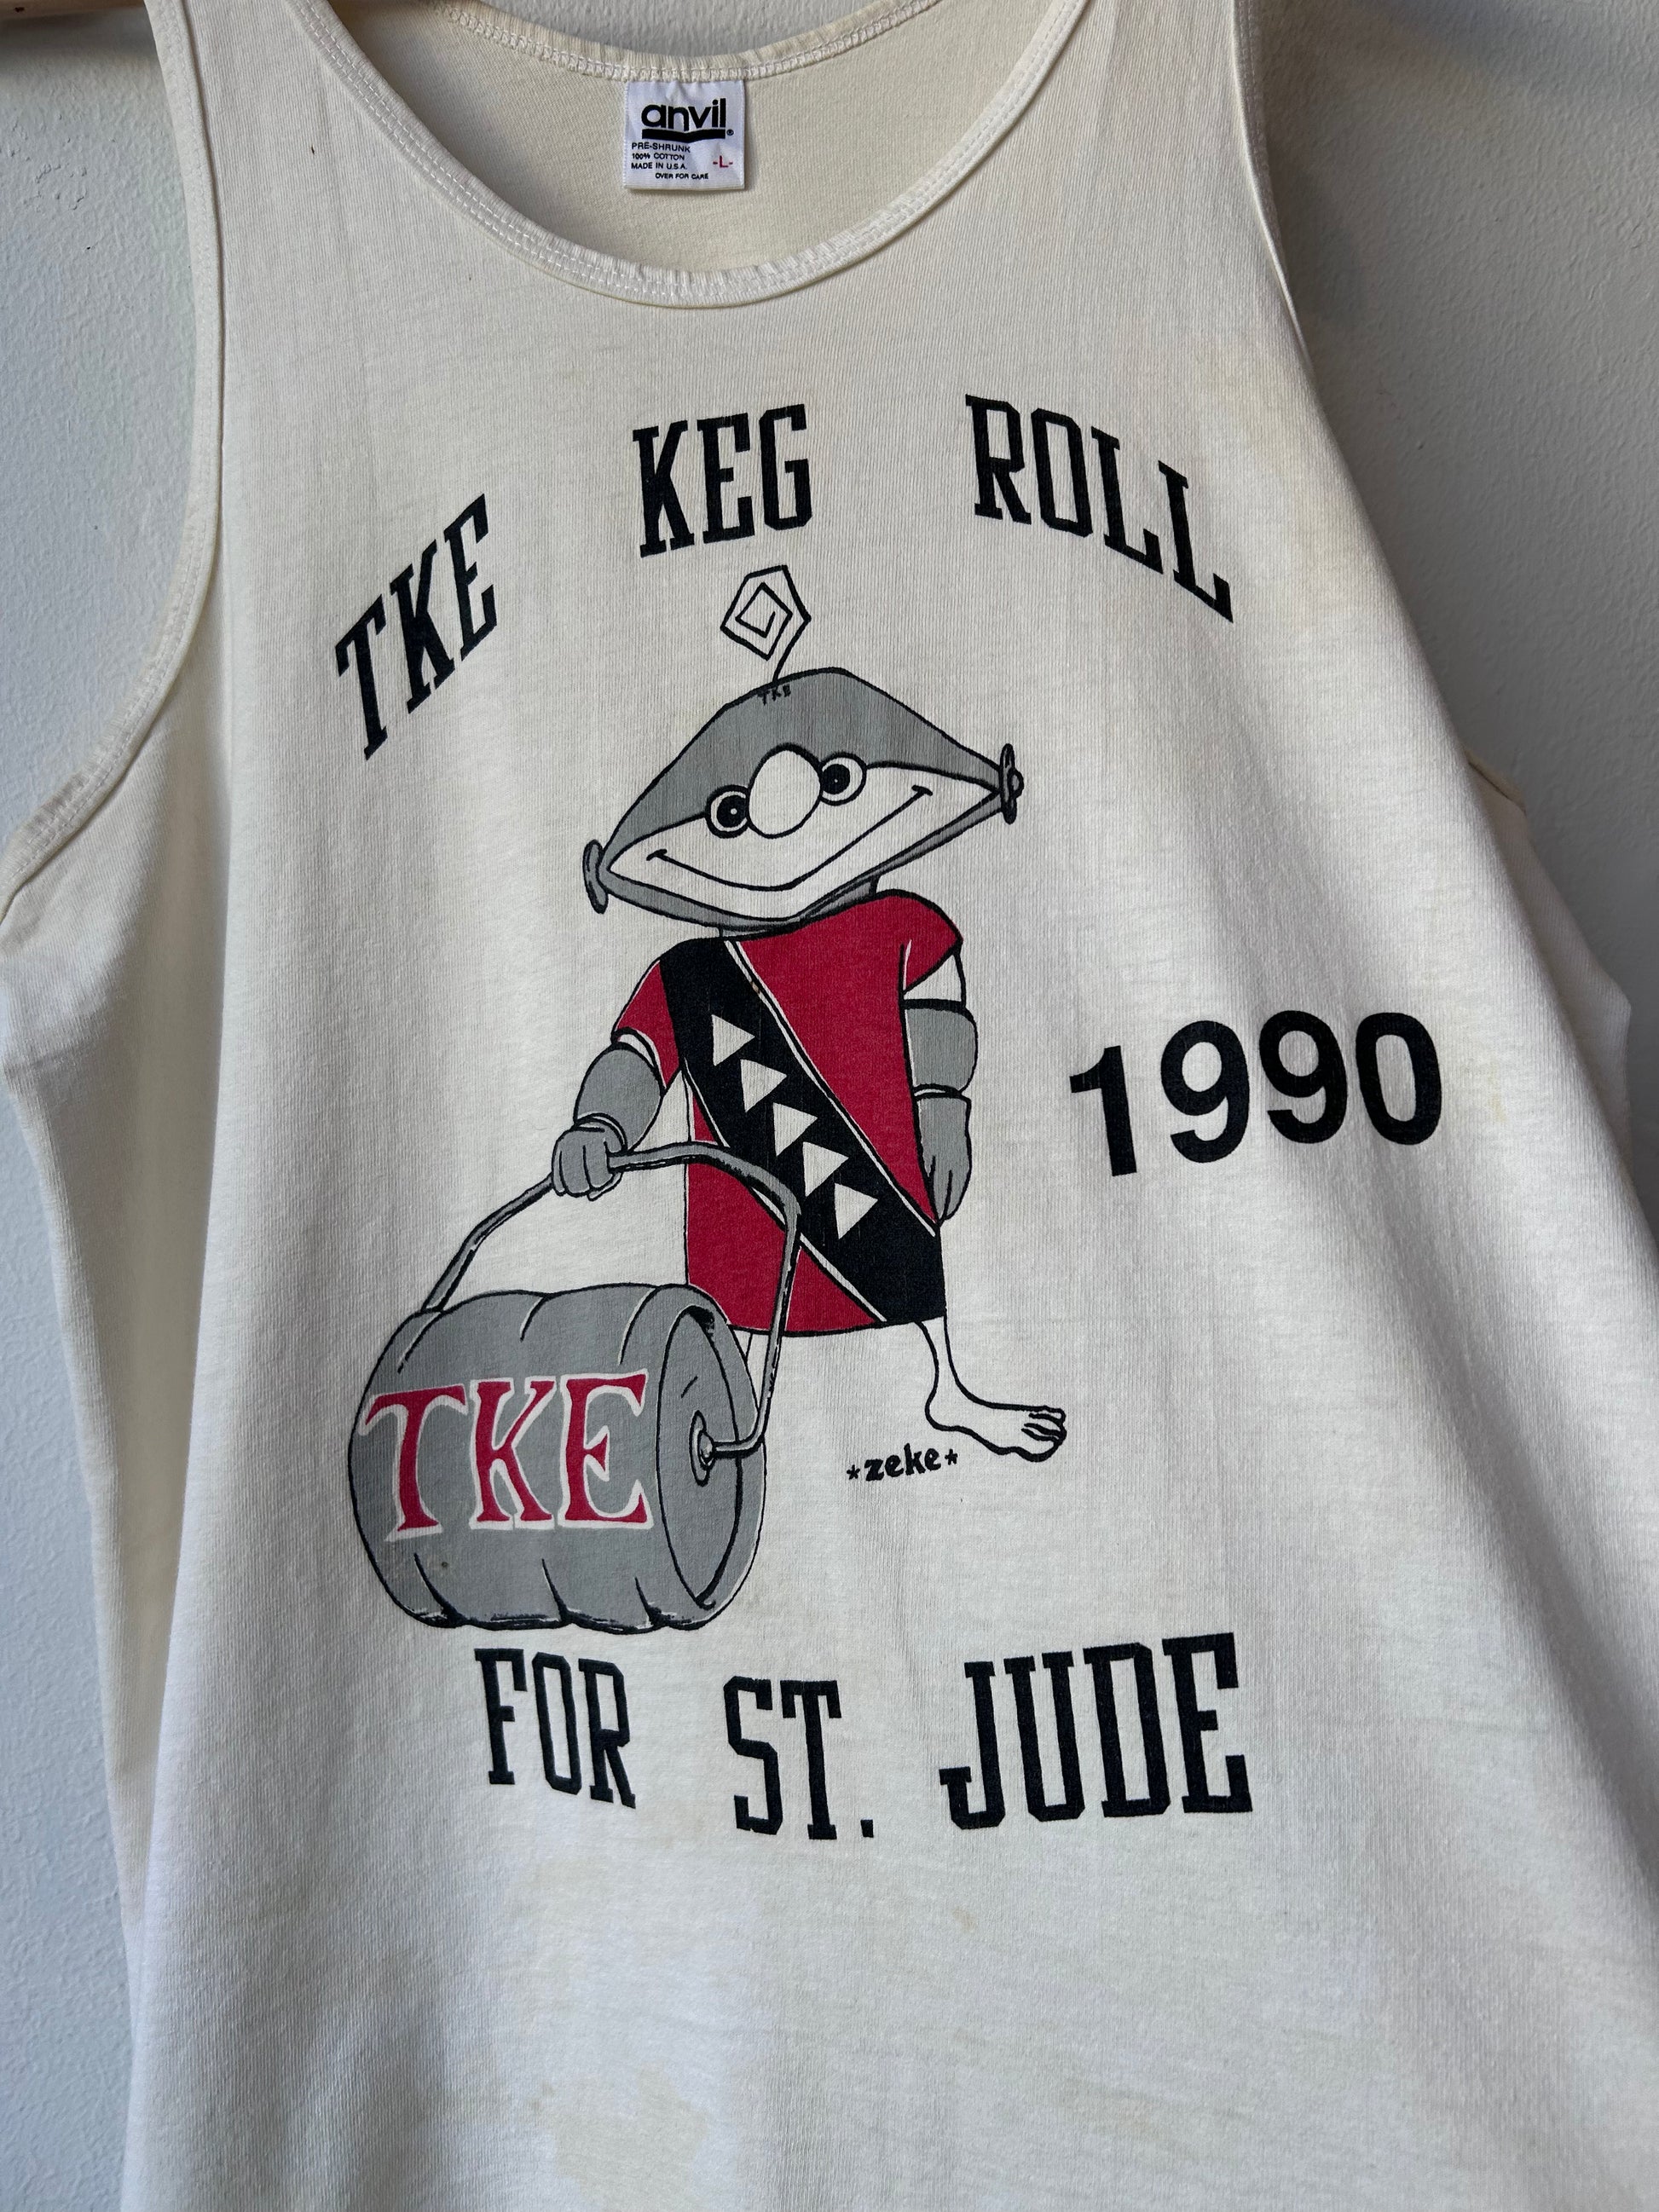 anvil®
PRE-SHRUNK
100% COTTON
MADE IN U.S.A. -L-
OVER FOR CARE
TKE KEG ROLL
TKE
1990
TKE
*zeke*
FOR ST. JUDE